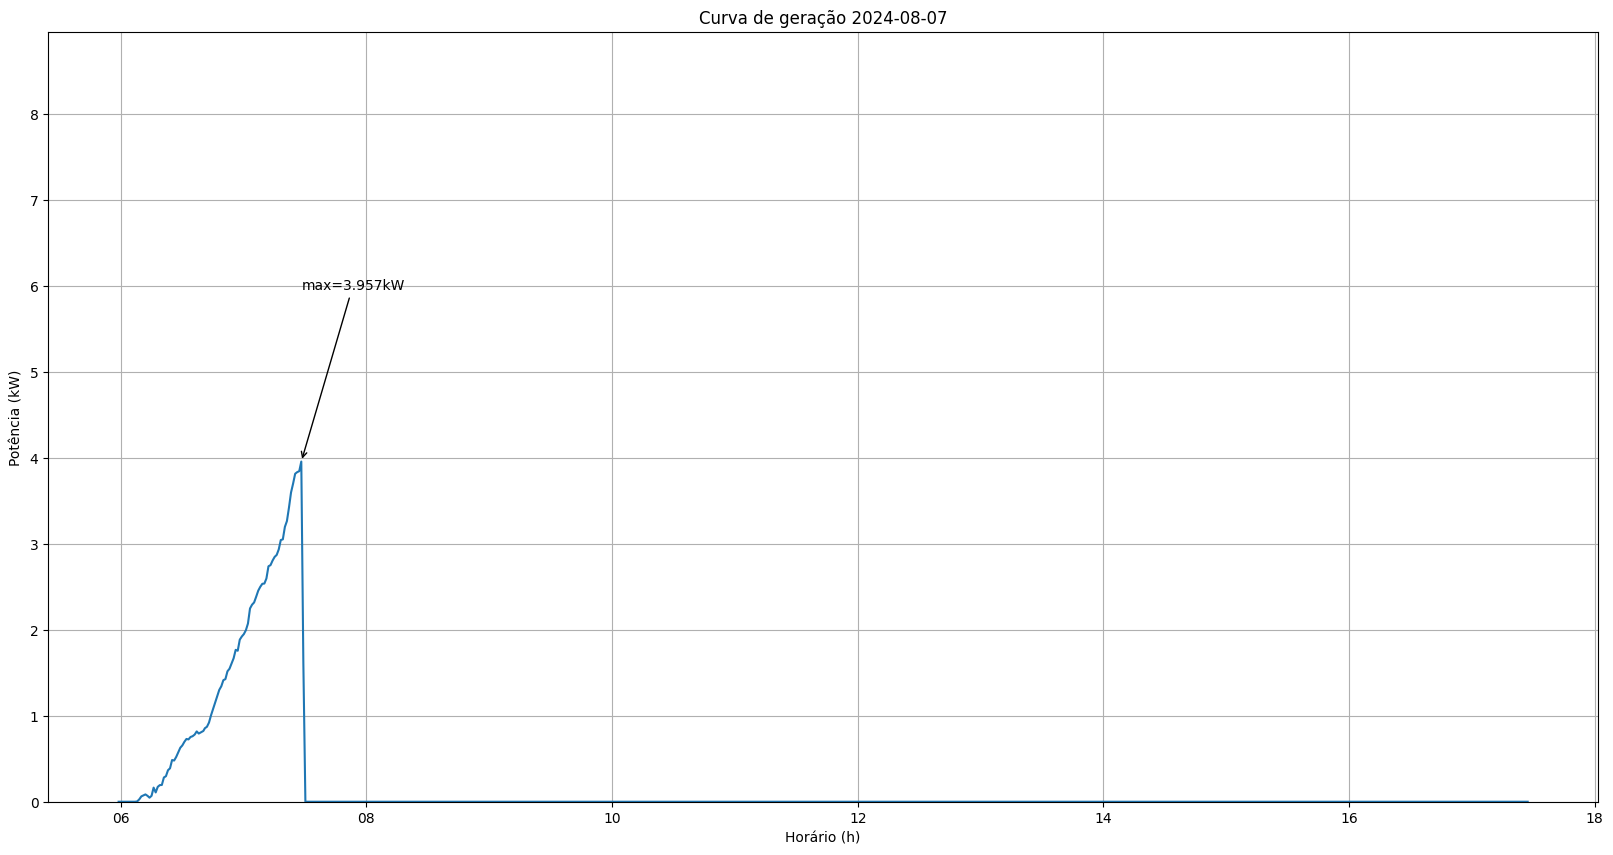 Curva de geração 2024-08-07
8
7
6
5
4
3
2
1
0
Potência (kW)
max=3.957kW
06 08 10 12 14 16 18
Horário (h)